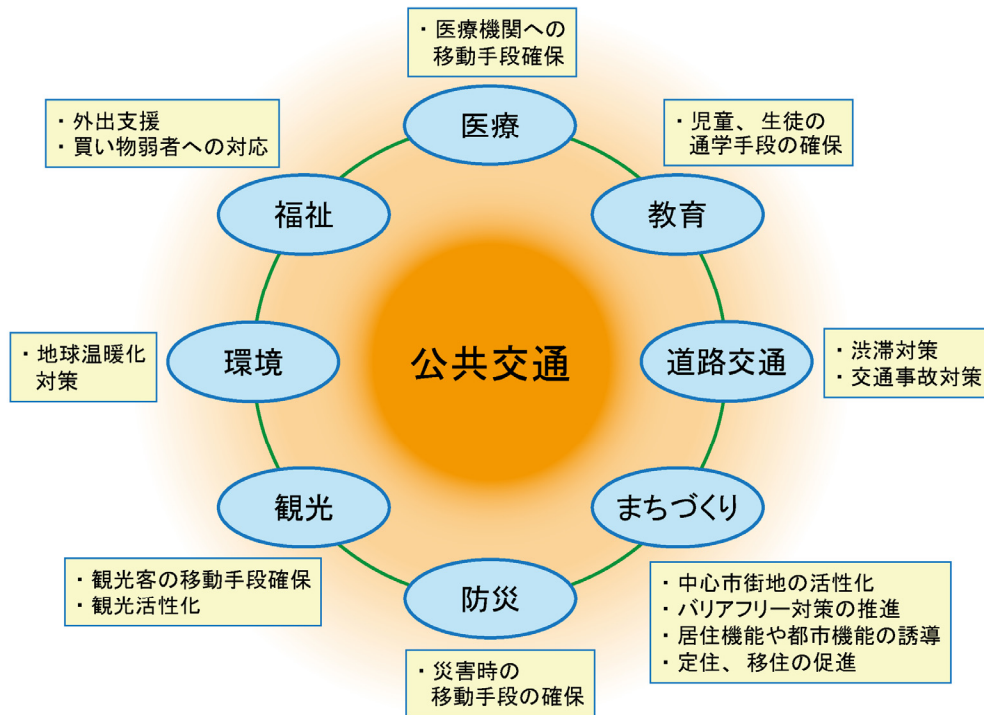 ・医療機関への
移動手段確保
医療
・外出支援
・買い物弱者への対応
・児童、生徒の
通学手段の確保
福祉
教育
・地球温暖化
対策
環境
公共交通
道路交通
・渋滞対策
・交通事故対策
観光
まちづくり
・観光客の移動手段確保
・観光活性化
防災
・中心市街地の活性化
・バリアフリー対策の推進
・居住機能や都市機能の誘導
・定住、移住の促進
・災害時の
移動手段の確保